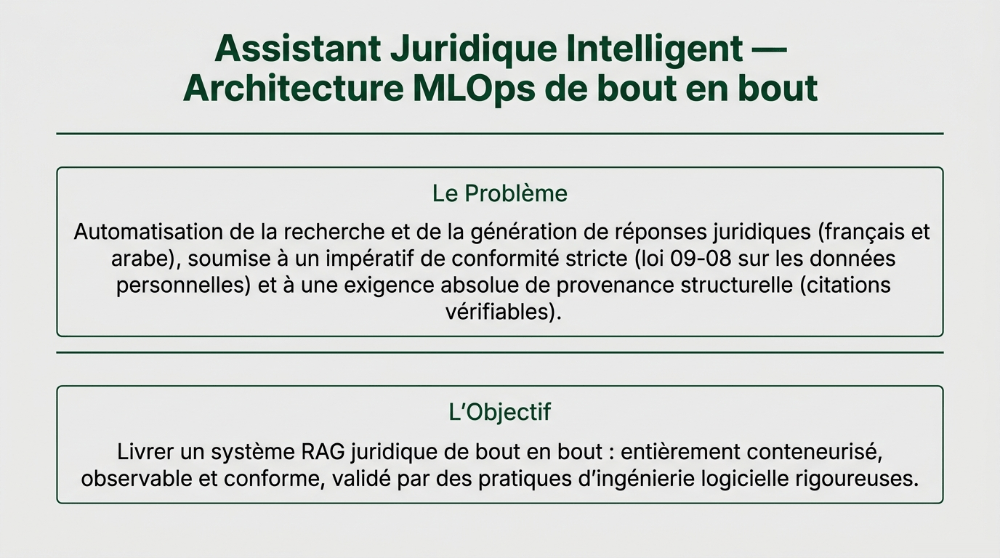 Assistant Juridique Intelligent —
Architecture MLOps de bout en bout
Le Problème
Automatisation de la recherche et de la génération de réponses juridiques (français et
arabe), soumise à un impératif de conformité stricte (loi 09-08 sur les données
personnelles) et à une exigence absolue de provenance structurelle (citations
vérifiables).
L’Objectif
Livrer un système RAG juridique de bout en bout : entièrement conteneurisé,
observable et conforme, validé par des pratiques d’ingénierie logicielle rigoureuses.